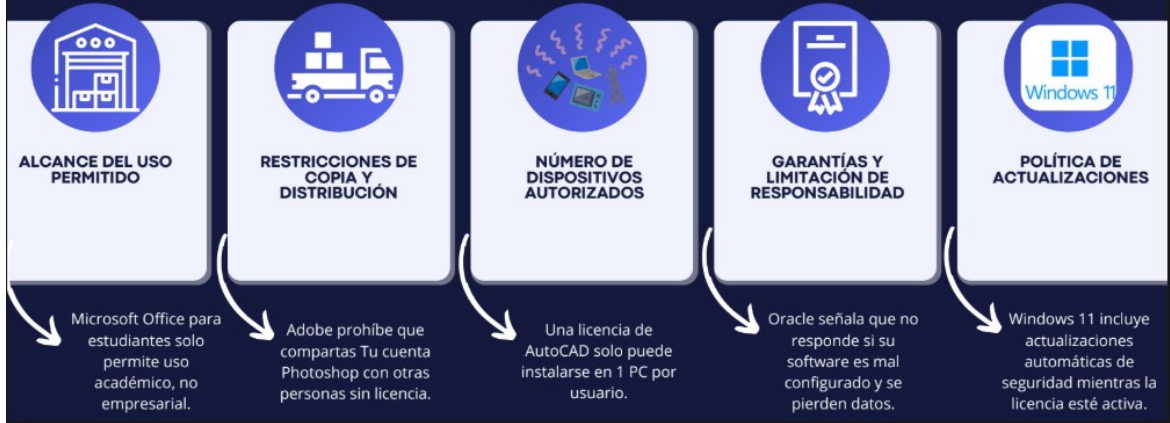 Windows 11
ALCANCE DEL USO
PERMITIDO
RESTRICCIONES DE
COPIA Y
DISTRIBUCIÓN
NÚMERO DE
DISPOSITIVOS
AUTORIZADOS
GARANTÍAS Y
LIMITACIÓN DE
RESPONSABILIDAD
POLÍTICA DE
ACTUALIZACIONES
Microsoft Office para
estudiantes solo
permite uso
académico, no
empresarial.
Adobe prohíbe que
compartas Tu cuenta
Photoshop con otras
personas sin licencia.
Una licencia de
AutoCAD solo puede
instalarse en 1 PC por
usuario.
Oracle señala que no
responde si su
software es mal
configurado y se
pierden datos.
Windows 11 incluye
actualizaciones
automáticas de
seguridad mientras la
licencia esté activa.